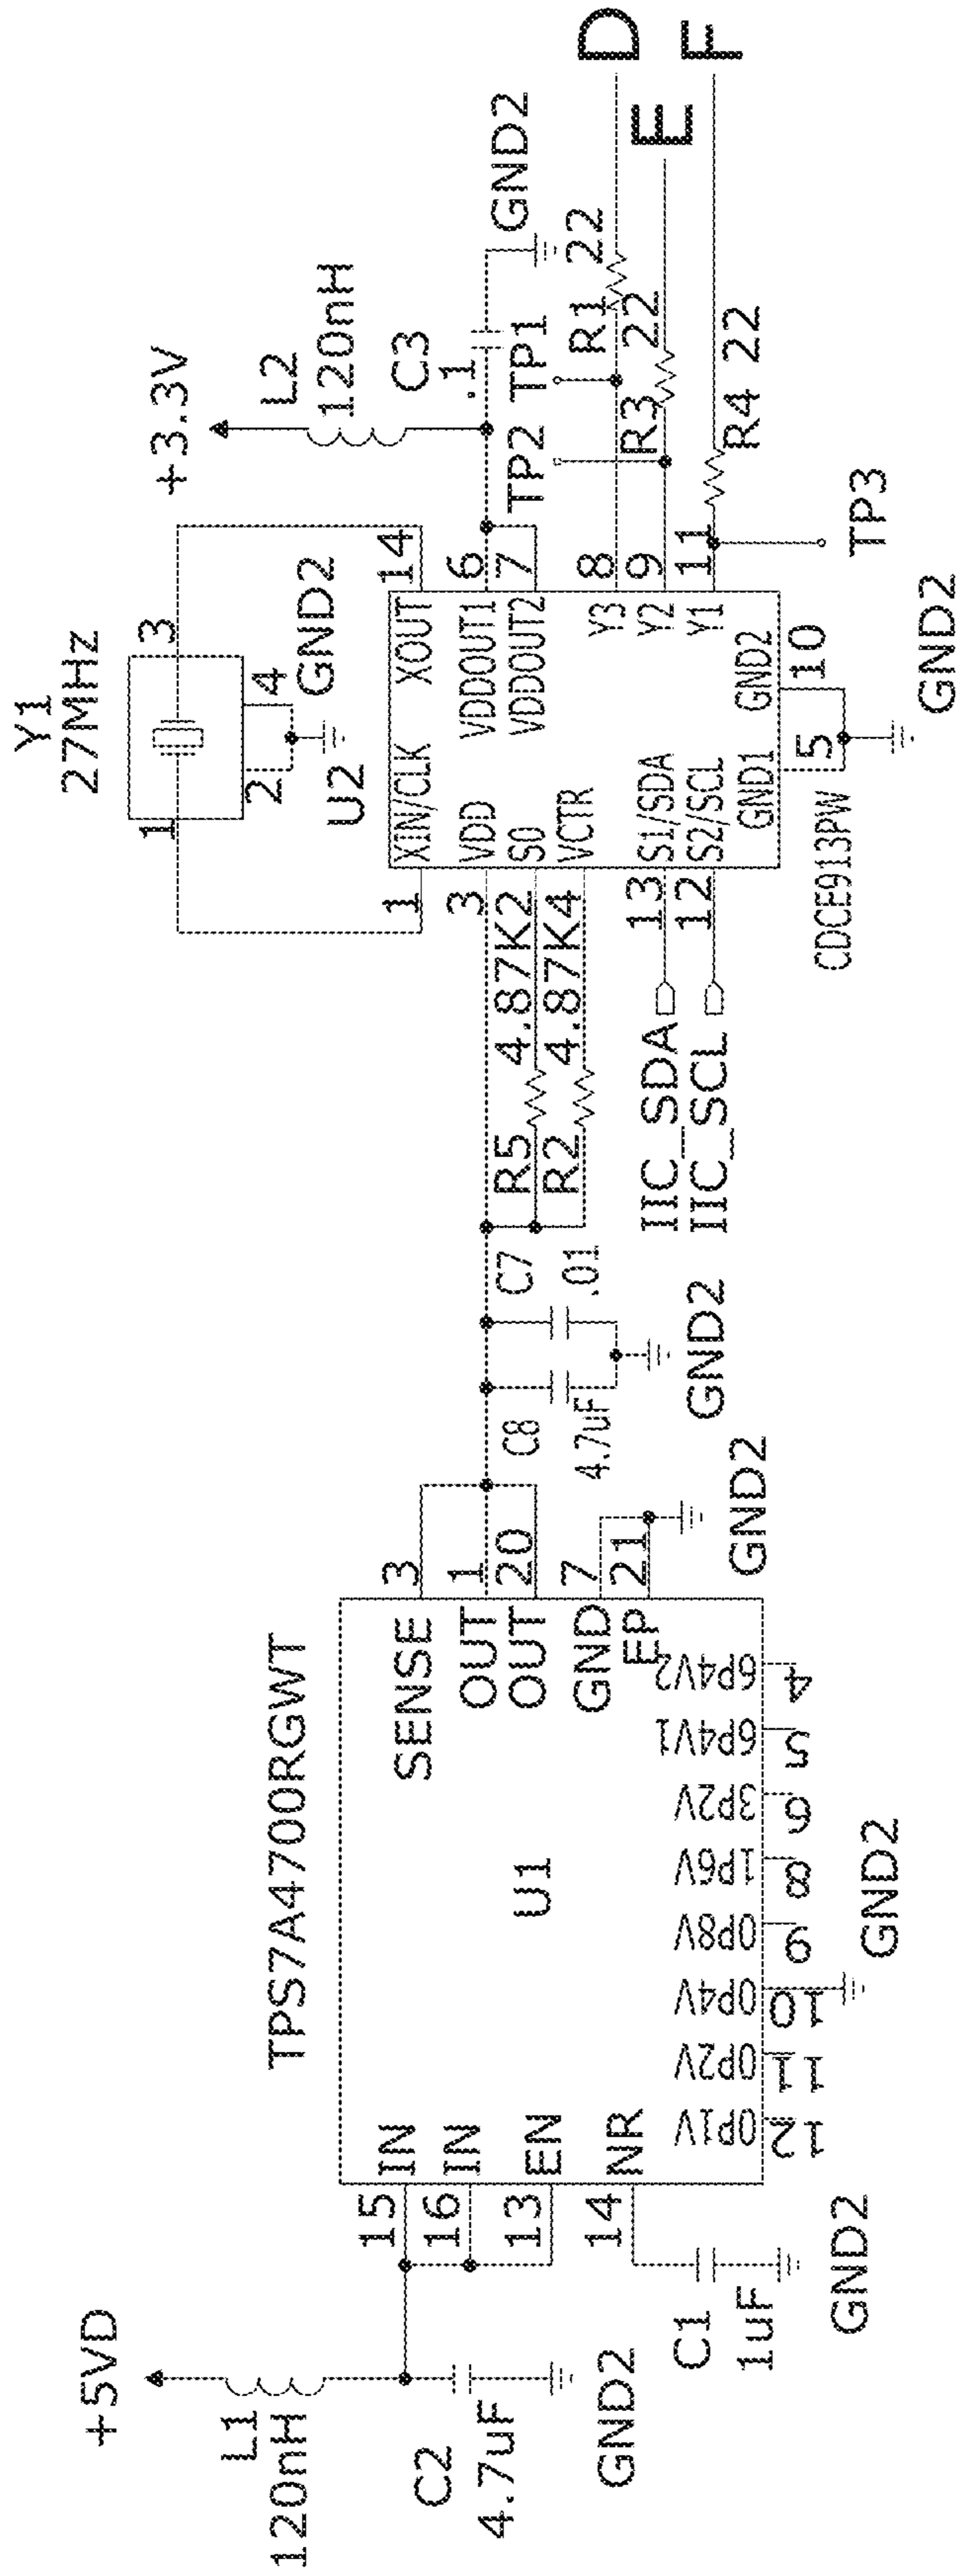 +5VD
L1
120nH
C2
4.7uF
GND2
C1
1uF
GND2
TPS7A4700RGWT
U1
15 IN
16 IN
13 EN
14 NR
SENSE 3
OUT 1
OUT 20
GND 7
EP 21
GND2
0P1V 12
0P2V 11
0P4V 10
0P8V 9
1P6V 8
3P2V 6
6P4V1 5
6P4V2 4
GND2
C8
4.7uF
C7
.01
GND2
R5 4.87K2
R2 4.87K4
IIC_SDA
IIC_SCL
Y1
27MHz
1
3
2
4
GND2
U2
1 XIN/CLK
3 VDD
S0
VCTR
13 S1/SDA
12 S2/SCL
GND1 5
GND2 10
XOUT 14
VDDOUT1 6
VDDOUT2 7
Y3 8
Y2 9
Y1 11
CDCE913PW
GND2
+3.3V
L2
120nH
C3
.1
GND2
TP2
TP1
TP3
R1 22
R3 22
R4 22
D
E
F